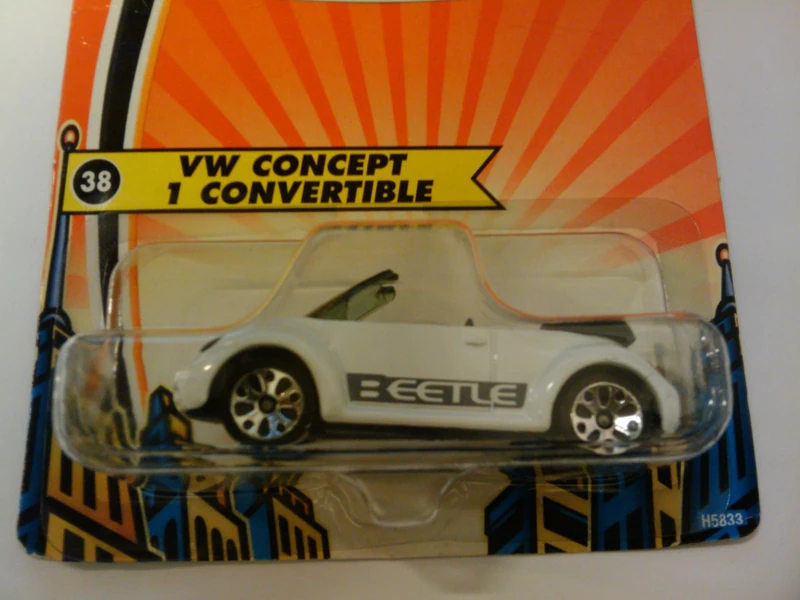 38
VW CONCEPT
1 CONVERTIBLE
BEETLE
H5833